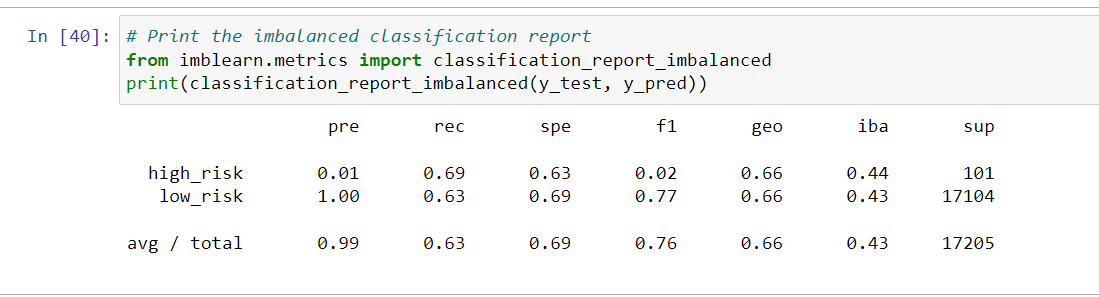 In [40]: # Print the imbalanced classification report
from imblearn.metrics import classification_report_imbalanced
print(classification_report_imbalanced(y_test, y_pred))
pre rec spe f1 geo iba sup
high_risk 0.01 0.69 0.63 0.02 0.66 0.44 101
low_risk 1.00 0.63 0.69 0.77 0.66 0.43 17104
avg / total 0.99 0.63 0.69 0.76 0.66 0.43 17205